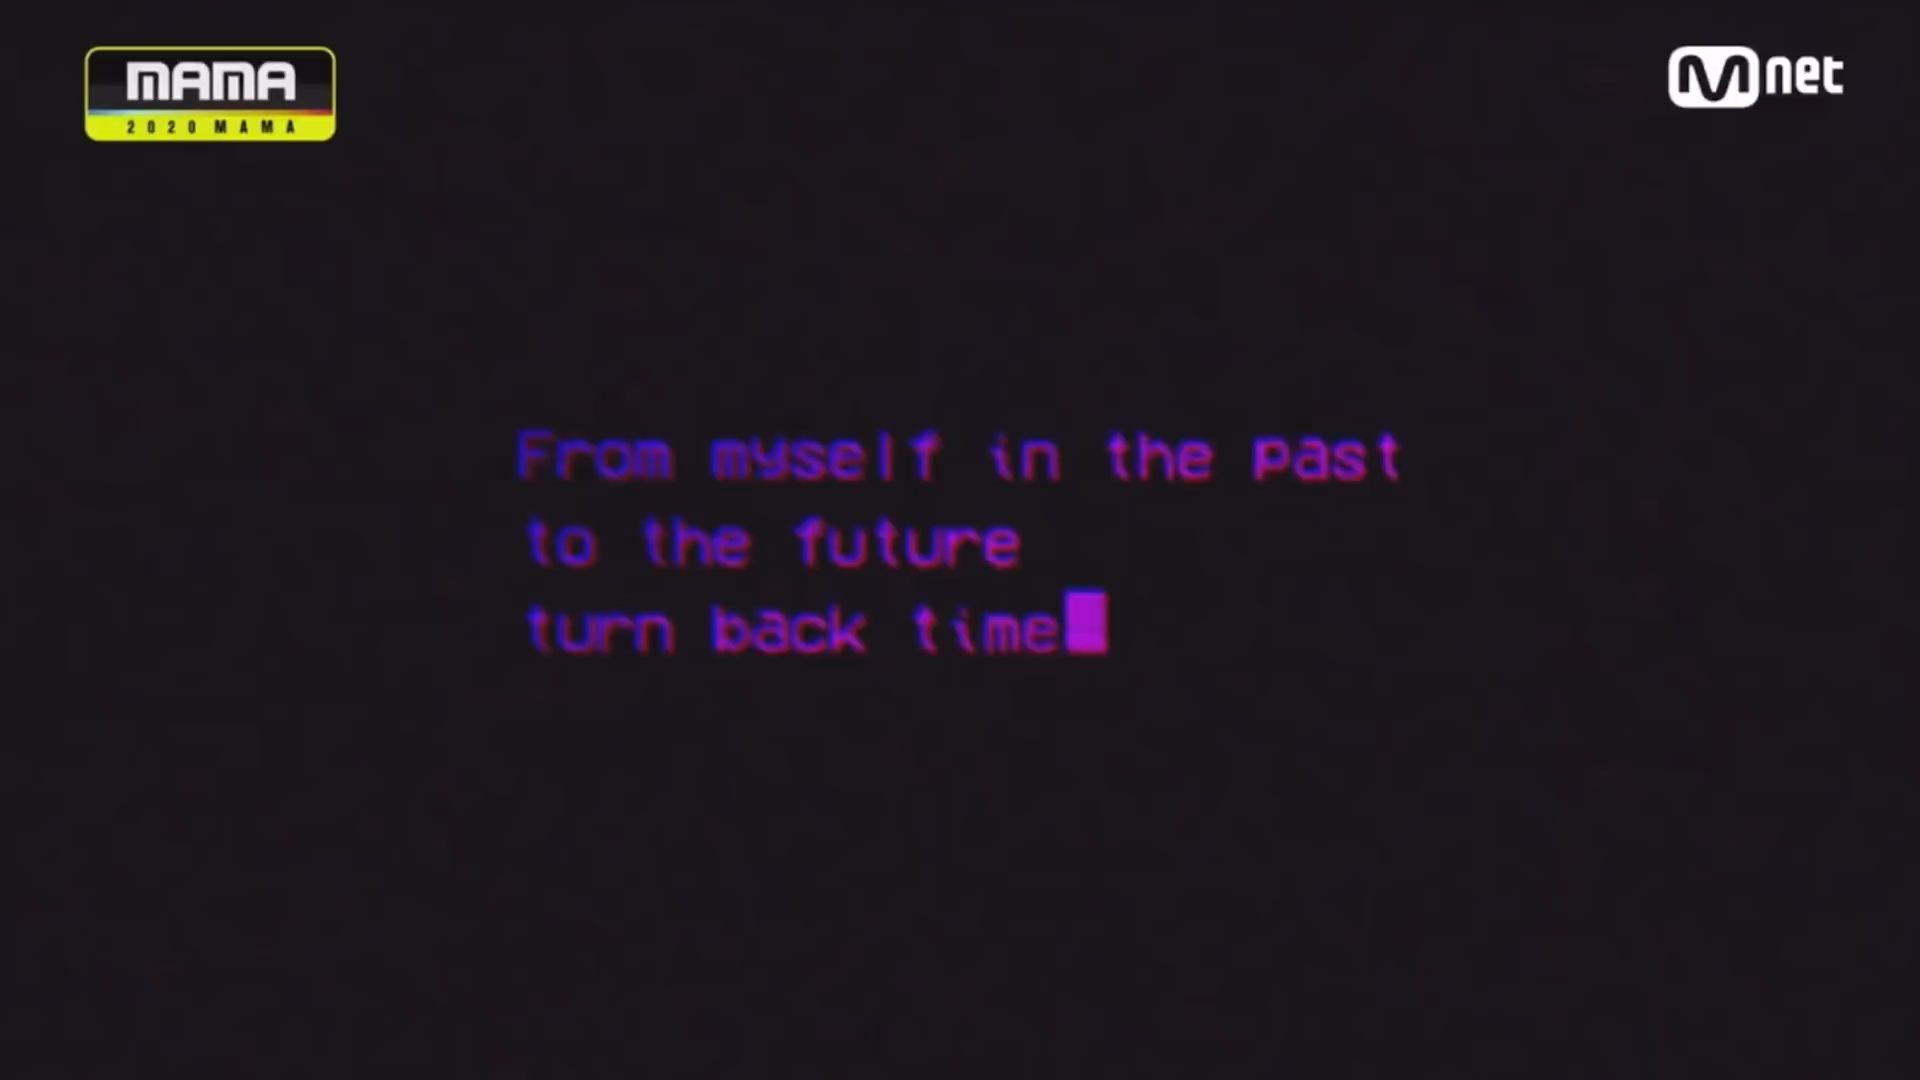 MAMA
2020 MAMA
Mnet
From myself in the past
to the future
turn back time